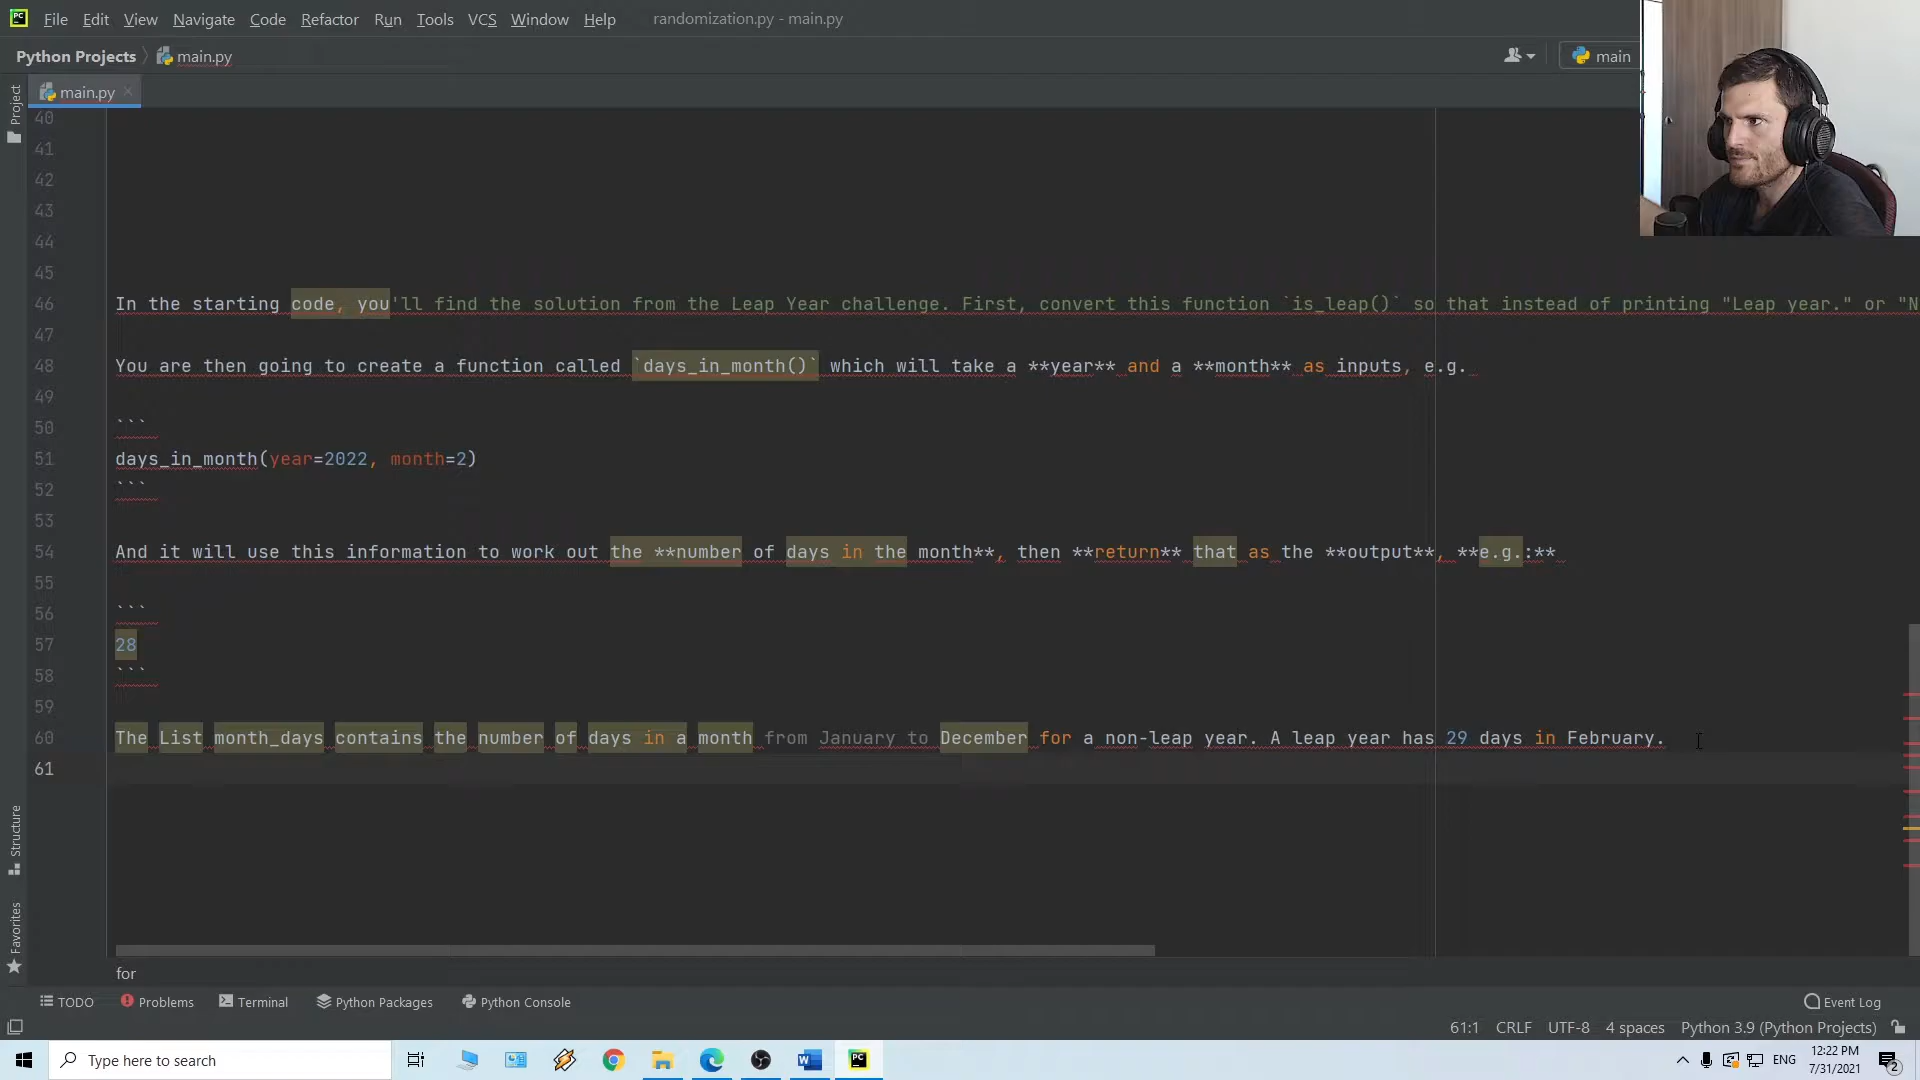 File Edit View Navigate Code Refactor Run Tools VCS Window Help randomization.py - main.py
Python Projects main.py main
main.py
Project
40
41
42
43
44
45
46 In the starting code, you'll find the solution from the Leap Year challenge. First, convert this function `is_leap()` so that instead of printing "Leap year." or "N
47
48 You are then going to create a function called `days_in_month()` which will take a **year** and a **month** as inputs, e.g.
49
50 ```
51 days_in_month(year=2022, month=2)
52 ```
53
54 And it will use this information to work out the **number of days in the month**, then **return** that as the **output**, **e.g.:**
55
56 ```
57 28
58 ```
59
60 The List month_days contains the number of days in a month from January to December for a non-leap year. A leap year has 29 days in February.
61
Structure
Favorites
for
TODO Problems Terminal Python Packages Python Console Event Log
61:1 CRLF UTF-8 4 spaces Python 3.9 (Python Projects)
Type here to search
ENG
12:22 PM
7/31/2021
2